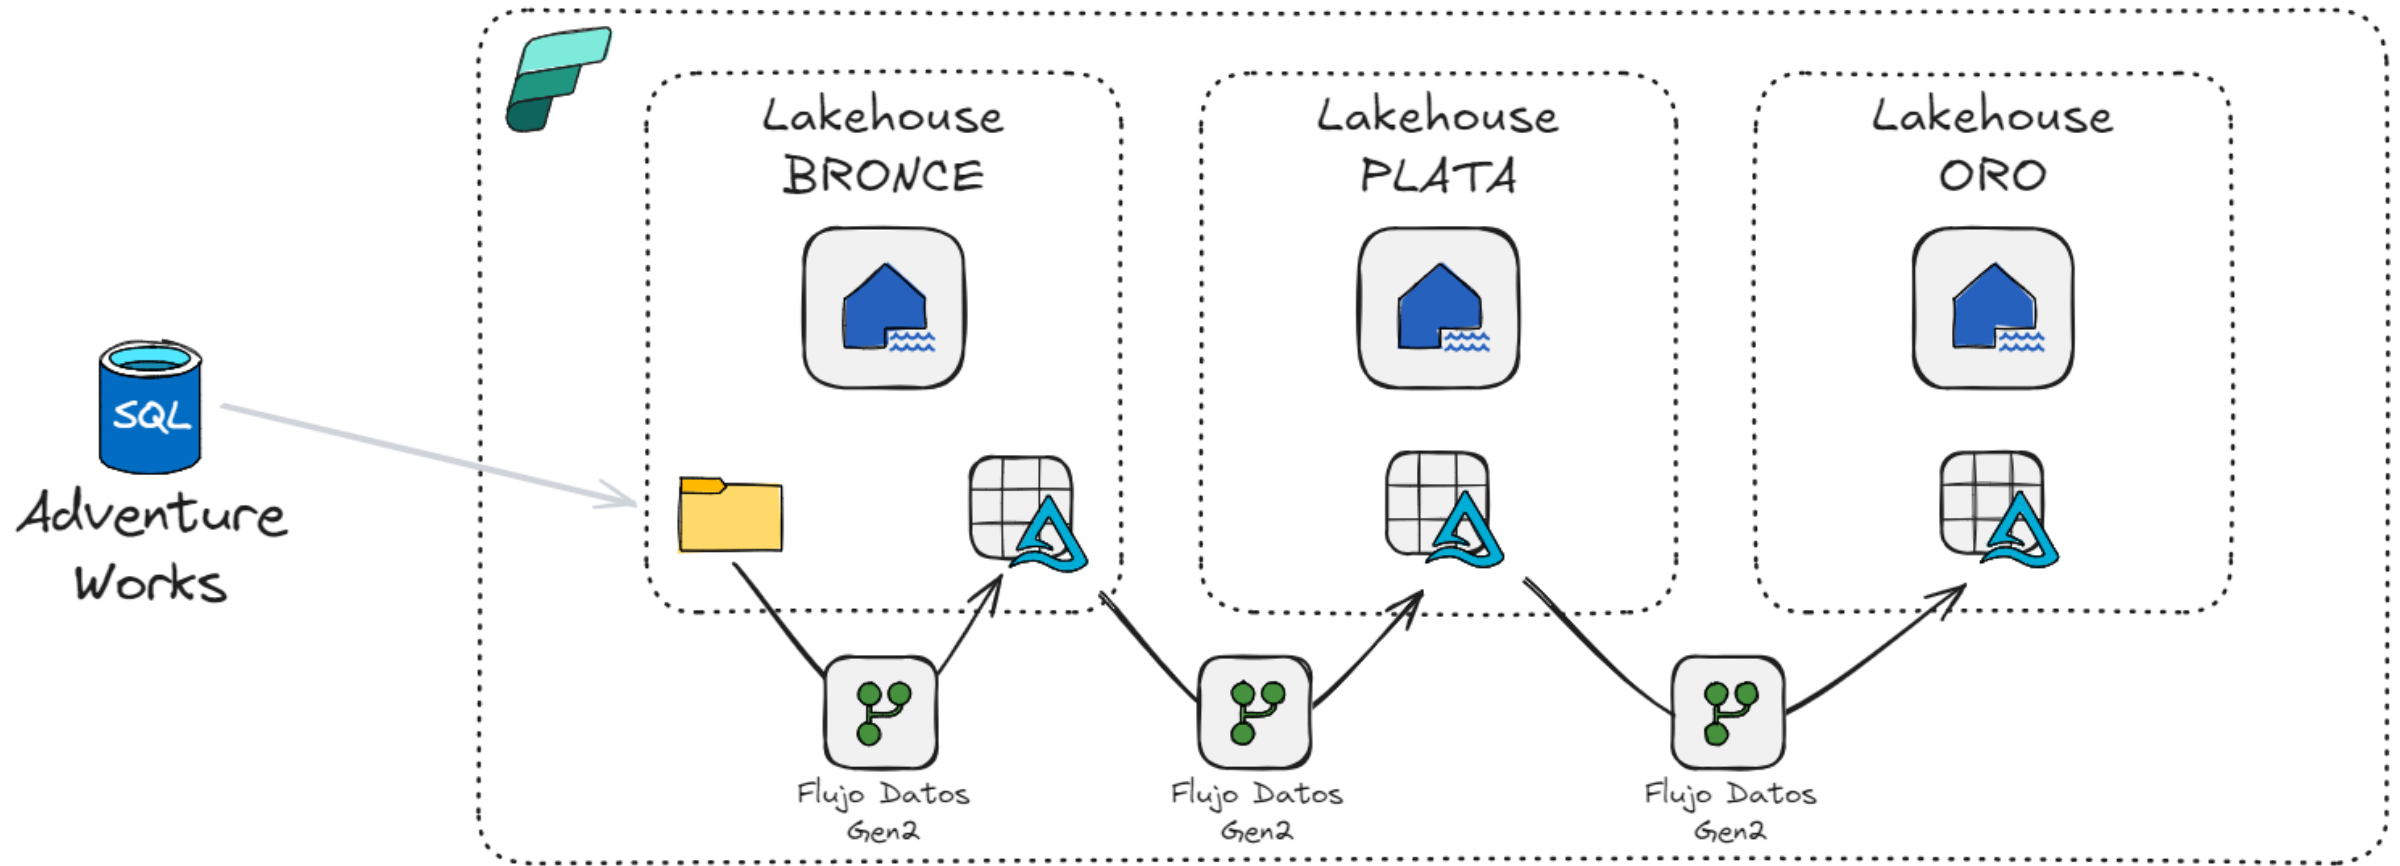 Lakehouse
BRONCE
Lakehouse
PLATA
Lakehouse
ORO
SQL
Adventure
Works
Flujo Datos
Gen2
Flujo Datos
Gen2
Flujo Datos
Gen2